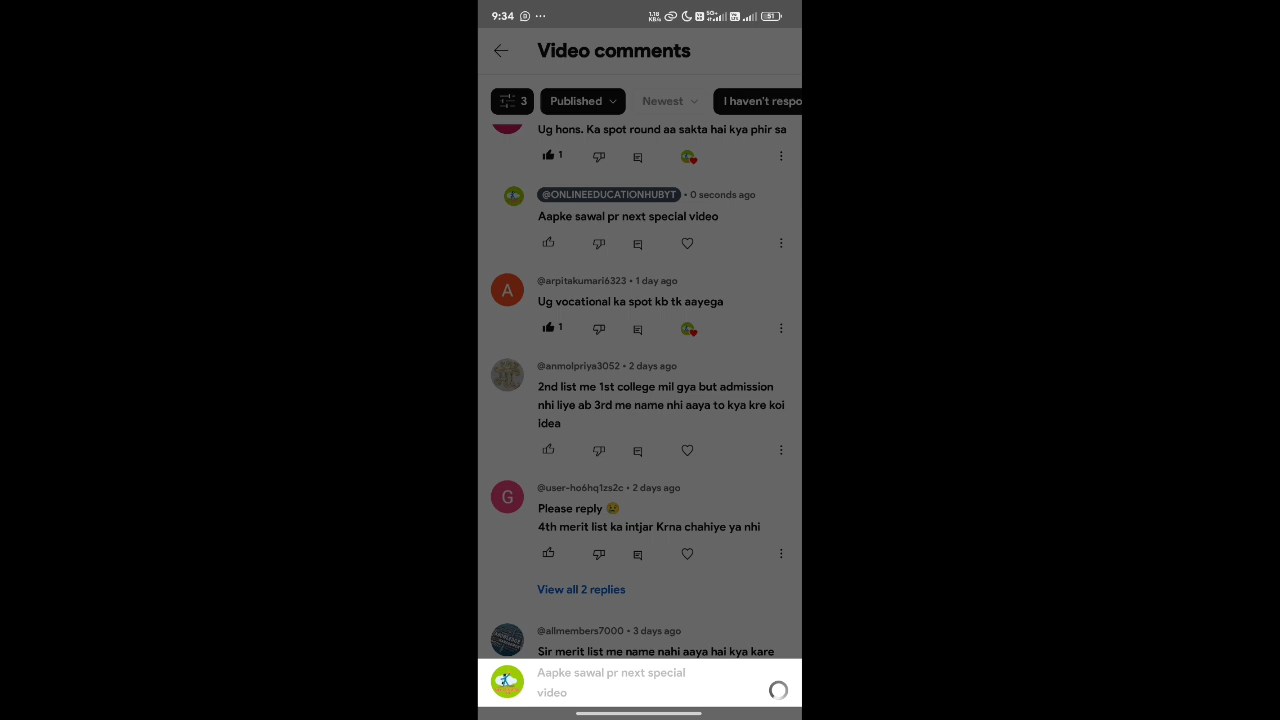 9:34
1.18 KB/s 5G+ 51
Video comments
3 Published Newest I haven't respo
Ug hons. Ka spot round aa sakta hai kya phir sa
1
@ONLINEEDUCATIONHUBYT • 0 seconds ago
Aapke sawal pr next special video
A
@arpitakumari6323 • 1 day ago
Ug vocational ka spot kb tk aayega
1
@anmolpriya3052 • 2 days ago
2nd list me 1st college mil gya but admission
nhi liye ab 3rd me name nhi aaya to kya kre koi
idea
G
@user-ho6hq1zs2c • 2 days ago
Please reply 😢
4th merit list ka intjar Krna chahiye ya nhi
View all 2 replies
@allmembers7000 • 3 days ago
Sir merit list me name nahi aaya hai kya kare
Aapke sawal pr next special
video